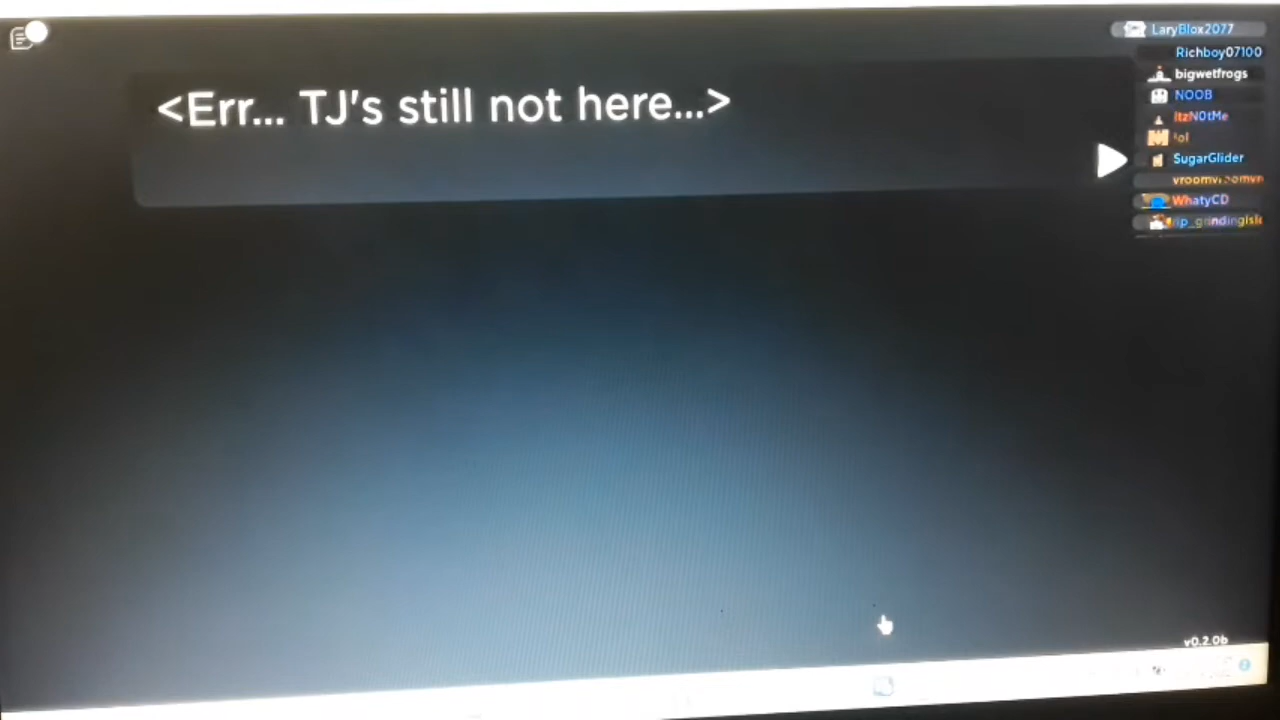 <Err... TJ's still not here...>
LaryBlox2077
Richboy07100
bigwetfrogs
NOOB
ItzN0tMe
lol
SugarGlider
WhatyCD
v0.2.0b